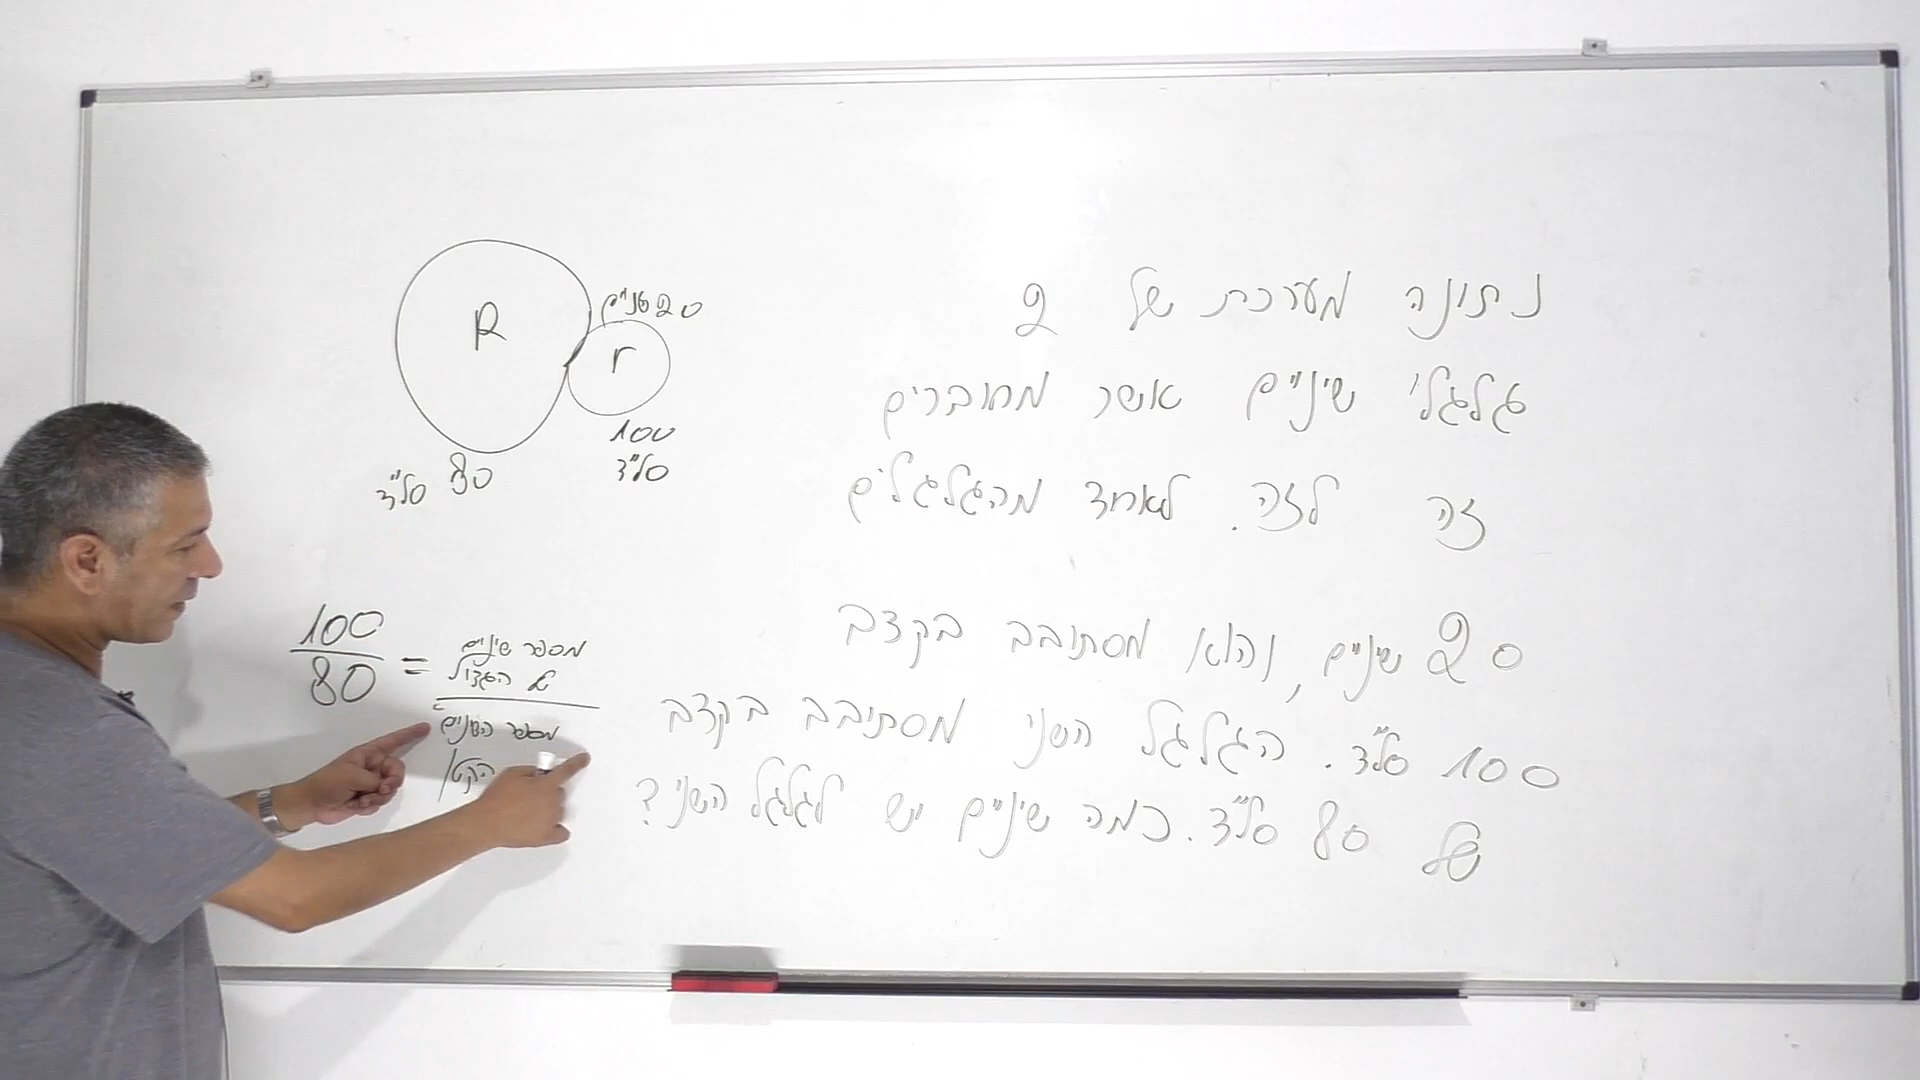 נתונה מערכת של 2
גלגלי שיניים אשר מחוברים
זה לזה. לאחד מהגלגלים
20 שיניים, והוא מסתובב בקצב
100 סל"ד. הגלגל השני מסתובב בקצב
של 80 סל"ד. כמה שיניים יש לגלגל השני?
R
20 שיניים
r
100
סל"ד
80 סל"ד
100
80
=
מספר שיניים
של הגדול
מספר השיניים
הקטן